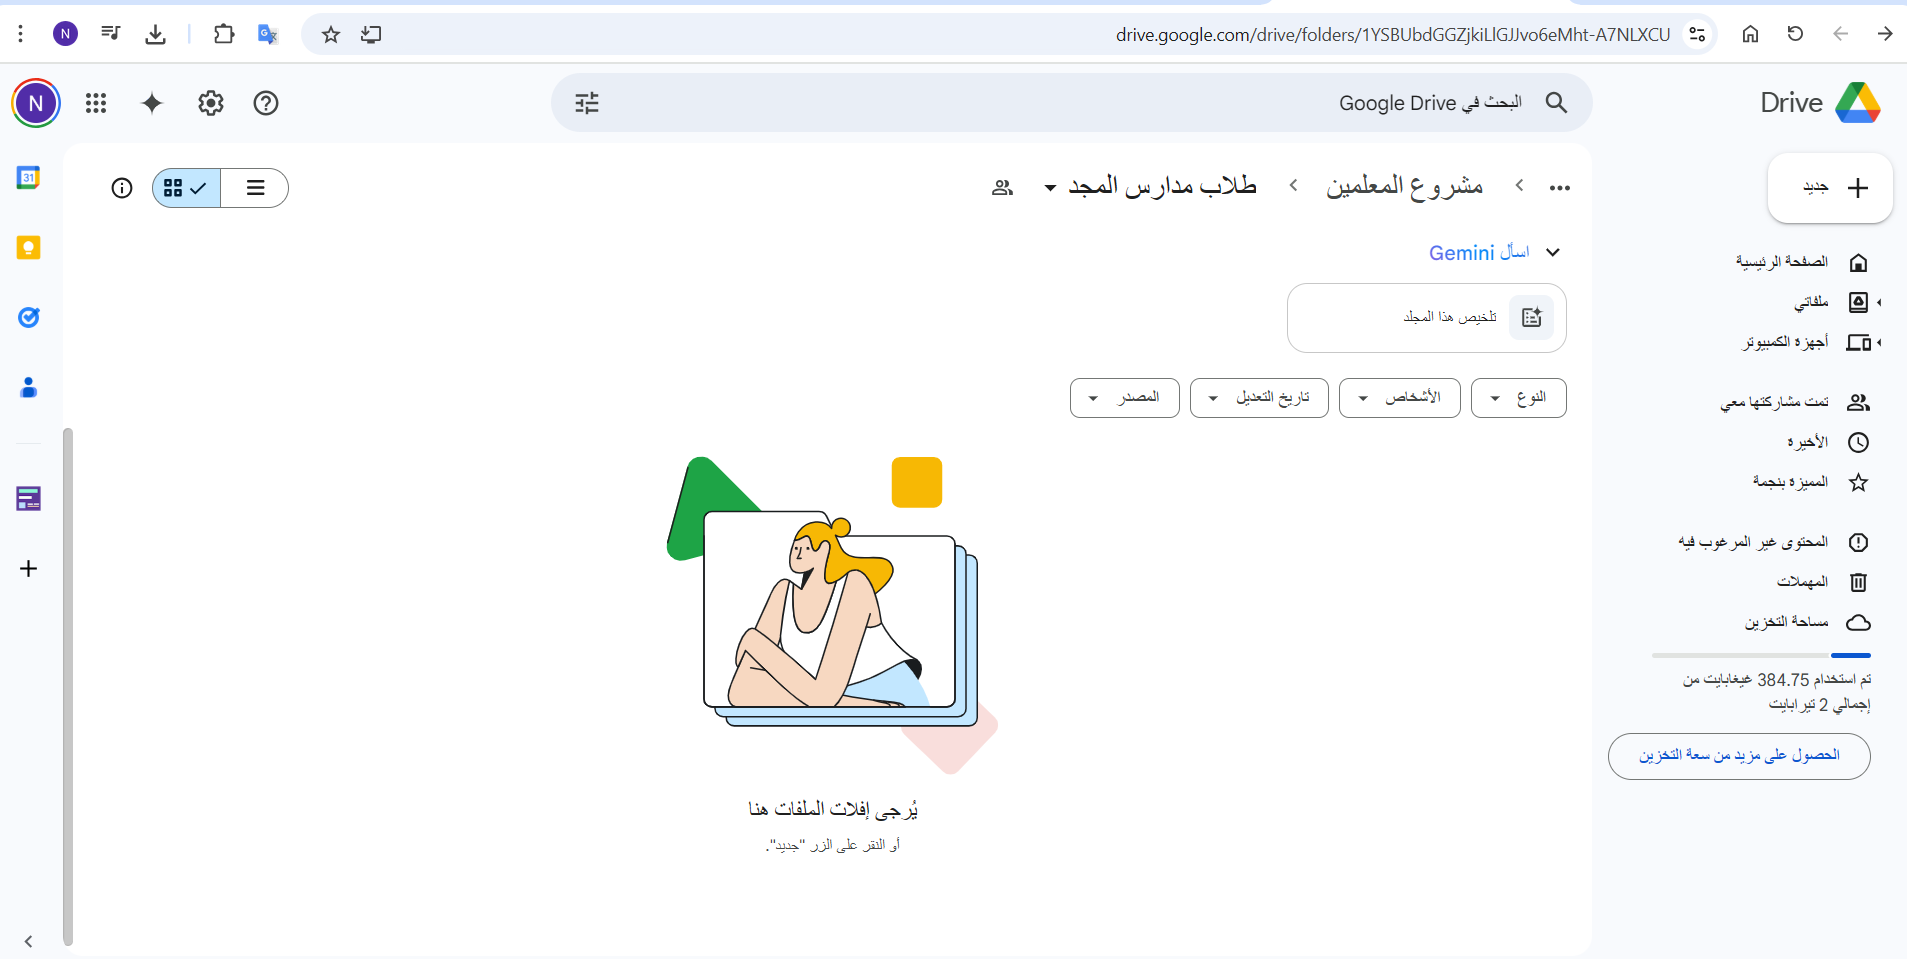 N
drive.google.com/drive/folders/1YSBUbdGGZjkiLlGJJvo6eMht-A7NLXCU
Drive
البحث في Google Drive
N
جديد
مشروع المعلمين
طلاب مدارس المجد
31
اسأل Gemini
تلخيص هذا المجلد
النوع
الأشخاص
تاريخ التعديل
المصدر
الصفحة الرئيسية
ملفاتي
أجهزة الكمبيوتر
تمت مشاركتها معي
الأخيرة
المميزة بنجمة
المحتوى غير المرغوب فيه
المهملات
مساحة التخزين
تم استخدام 384.75 غيغابايت من
إجمالي 2 تيرابايت
الحصول على مزيد من سعة التخزين
يُرجى إفلات الملفات هنا
أو النقر على الزر "جديد".